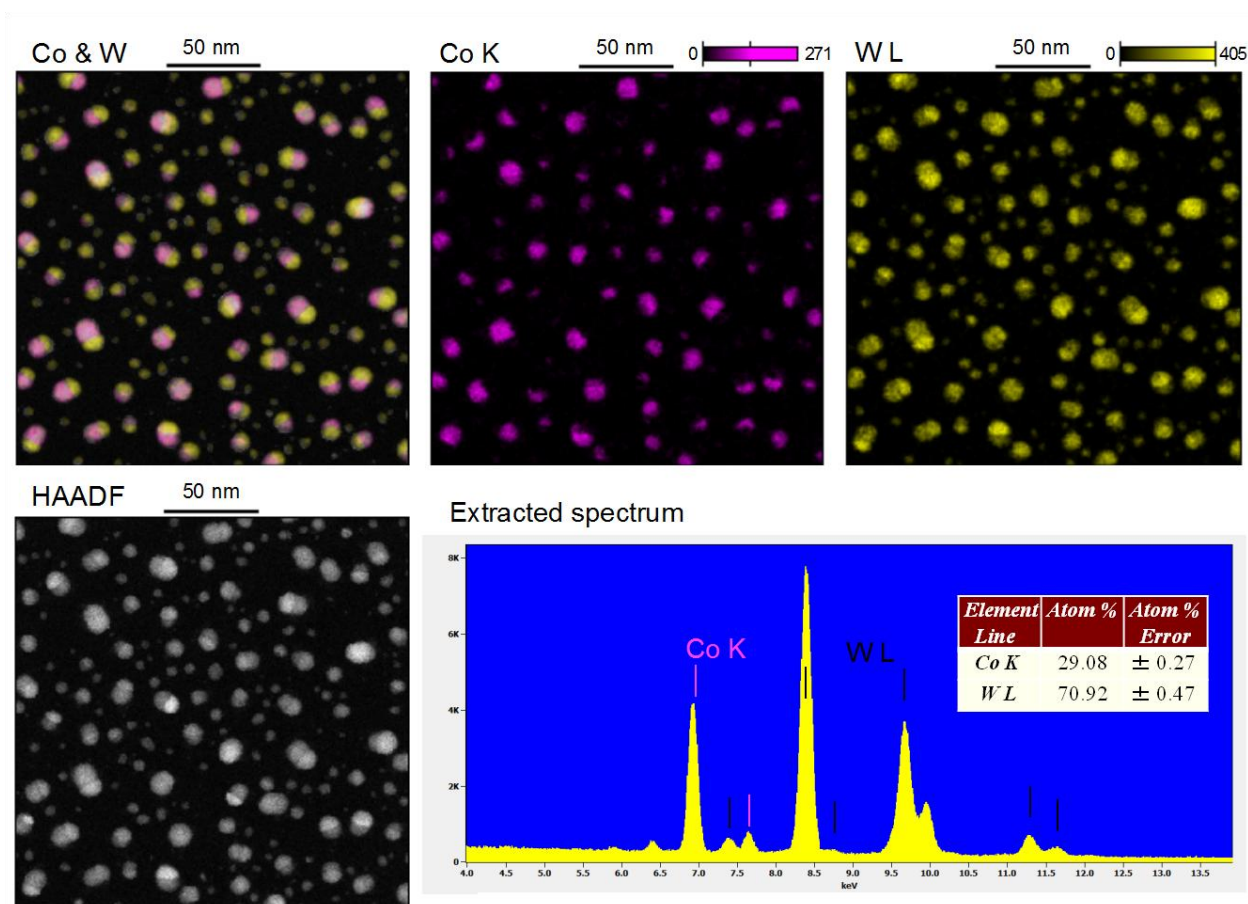 Co & W
50 nm
Co K
50 nm
0
271
W L
50 nm
0
405
HAADF
50 nm
Extracted spectrum
8K
6K
4K
2K
0
Co K
W L
Element Line
Atom %
Atom % Error
Co K
29.08
± 0.27
W L
70.92
± 0.47
4.0
4.5
5.0
5.5
6.0
6.5
7.0
7.5
8.0
8.5
9.0
9.5
10.0
10.5
11.0
11.5
12.0
12.5
13.0
13.5
keV